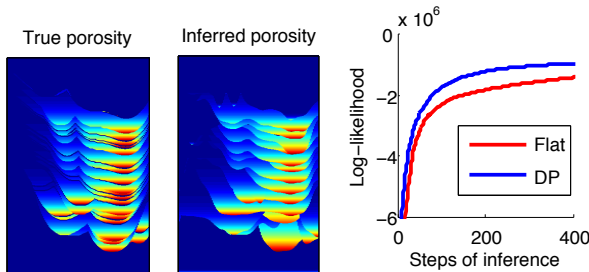 True porosity
Inferred porosity
x 10^6
0
−2
−4
−6
Log−likelihood
Flat
DP
0
200
400
Steps of inference